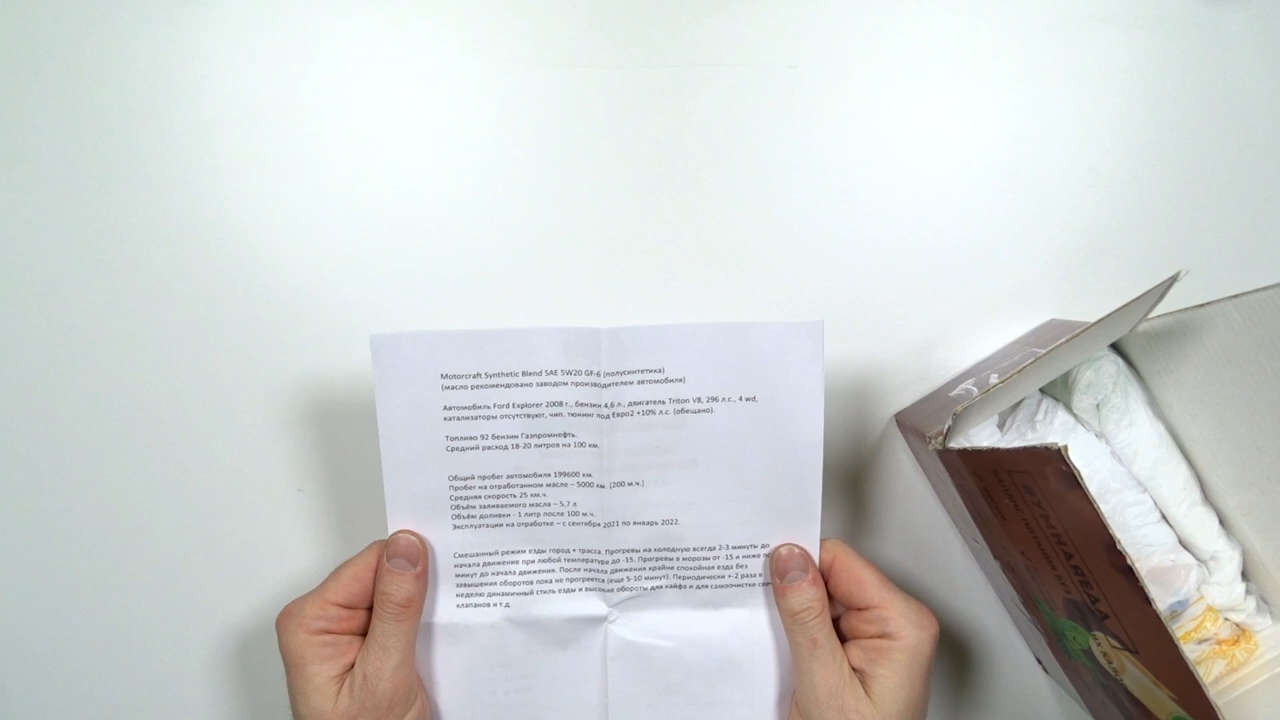 Motorcraft Synthetic Blend SAE 5W20 GF-6 (полусинтетика)
(масло рекомендовано заводом производителем автомобиля)
Автомобиль Ford Explorer 2008 г., бензин 4,6 л., двигатель Triton V8, 296 л.с., 4 wd,
катализаторы отсутствуют, чип. тюнинг под Евро2 +10% л.с. (обещано).
Топливо 92 бензин Газпромнефть.
Средний расход 18-20 литров на 100 км.
Общий пробег автомобиля 199600 км.
Пробег на отработанном масле – 5000 км. (200 м.ч.)
Средняя скорость 25 км.ч.
Объём заливаемого масла – 5,7 л
Объём доливки - 1 литр после 100 м.ч.
Эксплуатации на отработке – с сентября 2021 по январь 2022.
Смешанный режим езды город + трасса. Прогревы на холодную всегда 2-3 минуты до
начала движение при любой температуре до -15. Прогревы в морозы от -15 и ниже
минут до начала движения. После начала движения крайне спокойная езда без
завышения оборотов пока не прогреется (еще 5-10 минут). Периодически +-2 раза в
неделю динамичный стиль езды и высокие обороты для кайфа и для самоочистке
клапанов и т.д.